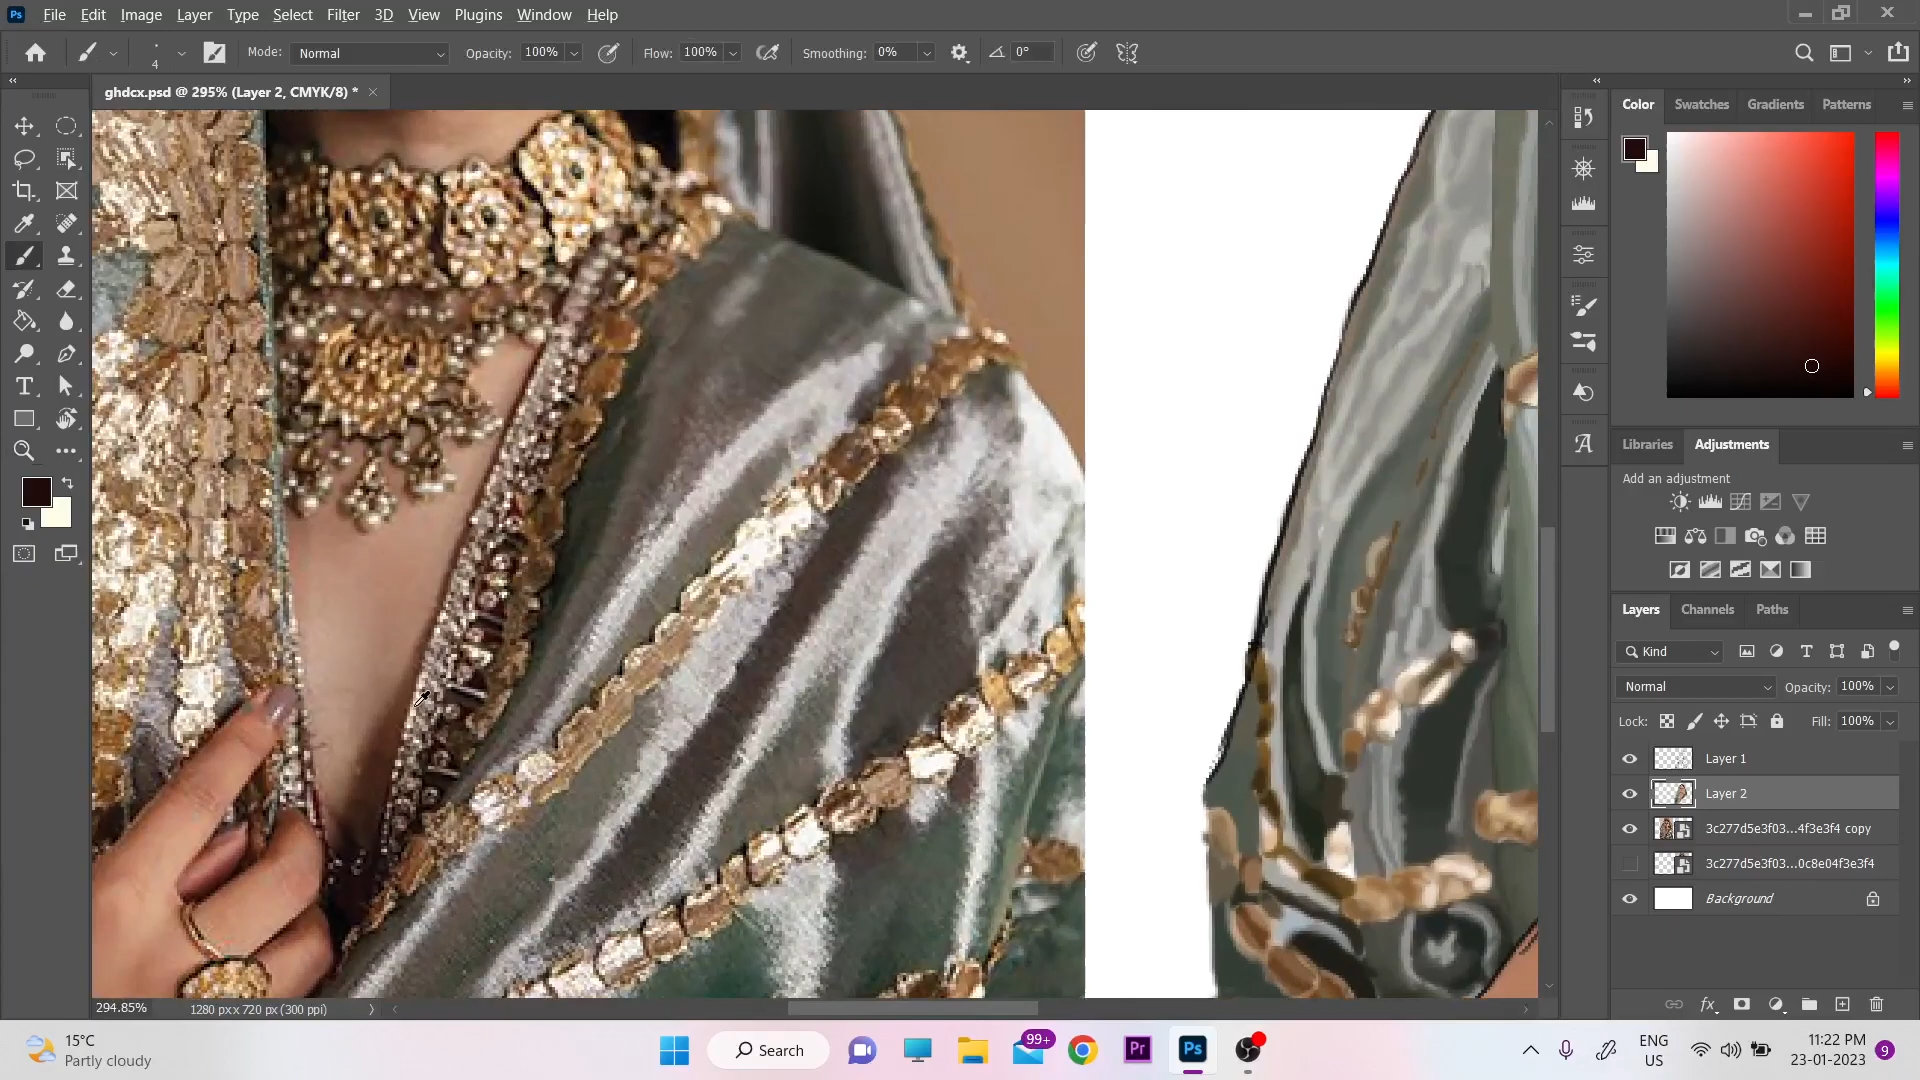 Ps File Edit Image Layer Type Select Filter 3D View Plugins Window Help
4 Mode: Normal Opacity: 100% Flow: 100% Smoothing: 0% 0°
ghdcx.psd @ 295% (Layer 2, CMYK/8) *
Color Swatches Gradients Patterns
Libraries Adjustments
Add an adjustment
Layers Channels Paths
Kind
Normal Opacity: 100%
Lock: Fill: 100%
Layer 1
Layer 2
3c277d5e3f03...4f3e3f4 copy
3c277d5e3f03...0c8e04f3e3f4
Background
294.85% 1280 px x 720 px (300 ppi)
15°C
Partly cloudy
Search
99+
Pr
Ps
ENG
US
11:22 PM
23-01-2023
9